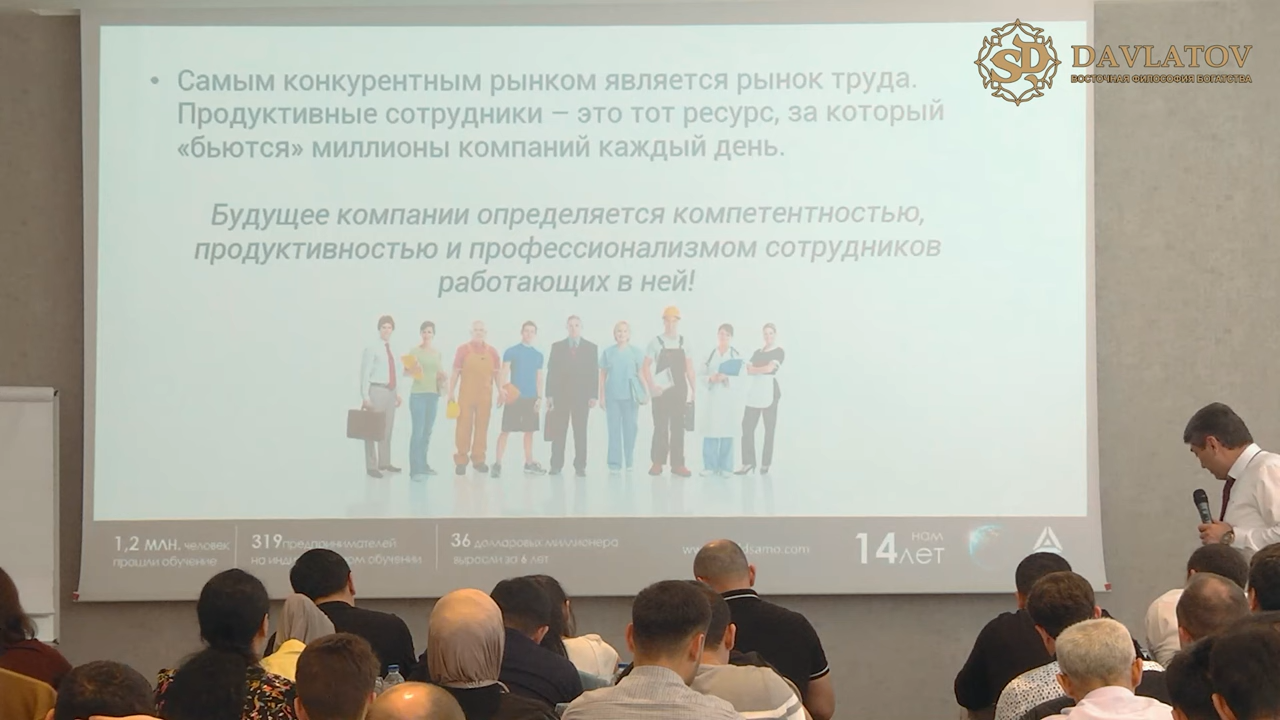 SD DAVLATOV
ВОСТОЧНАЯ ФИЛОСОФИЯ БОГАТСТВА
• Самым конкурентным рынком является рынок труда.
Продуктивные сотрудники – это тот ресурс, за который
«бьются» миллионы компаний каждый день.
Будущее компании определяется компетентностью,
продуктивностью и профессионализмом сотрудников
работающих в ней!
1,2 МЛН. человек
прошли обучение
319 предпринимателей
на обучении
36 долларовых миллионера
выросли за 6 лет
14 нам
лет